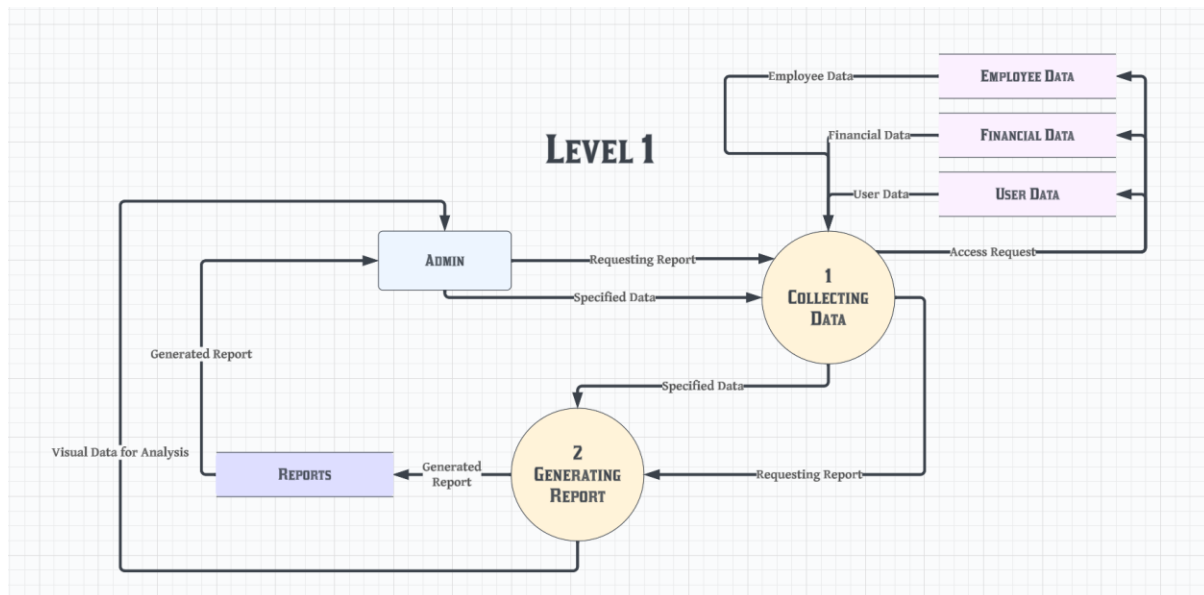 Employee Data
EMPLOYEE DATA
LEVEL 1
Financial Data
FINANCIAL DATA
User Data
USER DATA
ADMIN
Requesting Report
Access Request
1
COLLECTING
DATA
Specified Data
Generated Report
Specified Data
Visual Data for Analysis
REPORTS
Generated
Report
2
GENERATING
REPORT
Requesting Report